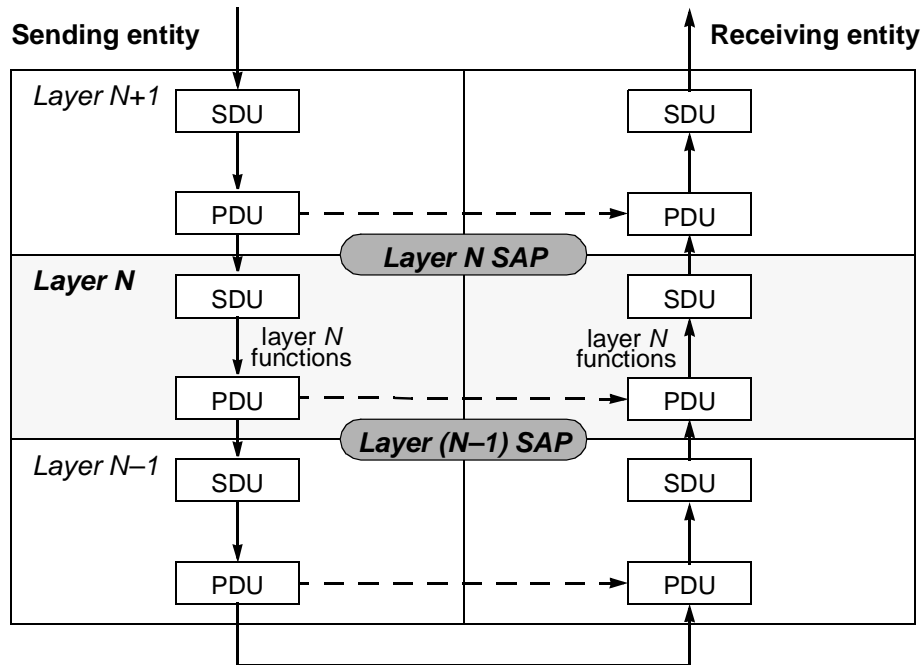 Sending entity
Receiving entity
Layer N+1
SDU
SDU
PDU
PDU
Layer N SAP
Layer N
SDU
SDU
layer N
functions
layer N
functions
PDU
PDU
Layer (N–1) SAP
Layer N–1
SDU
SDU
PDU
PDU